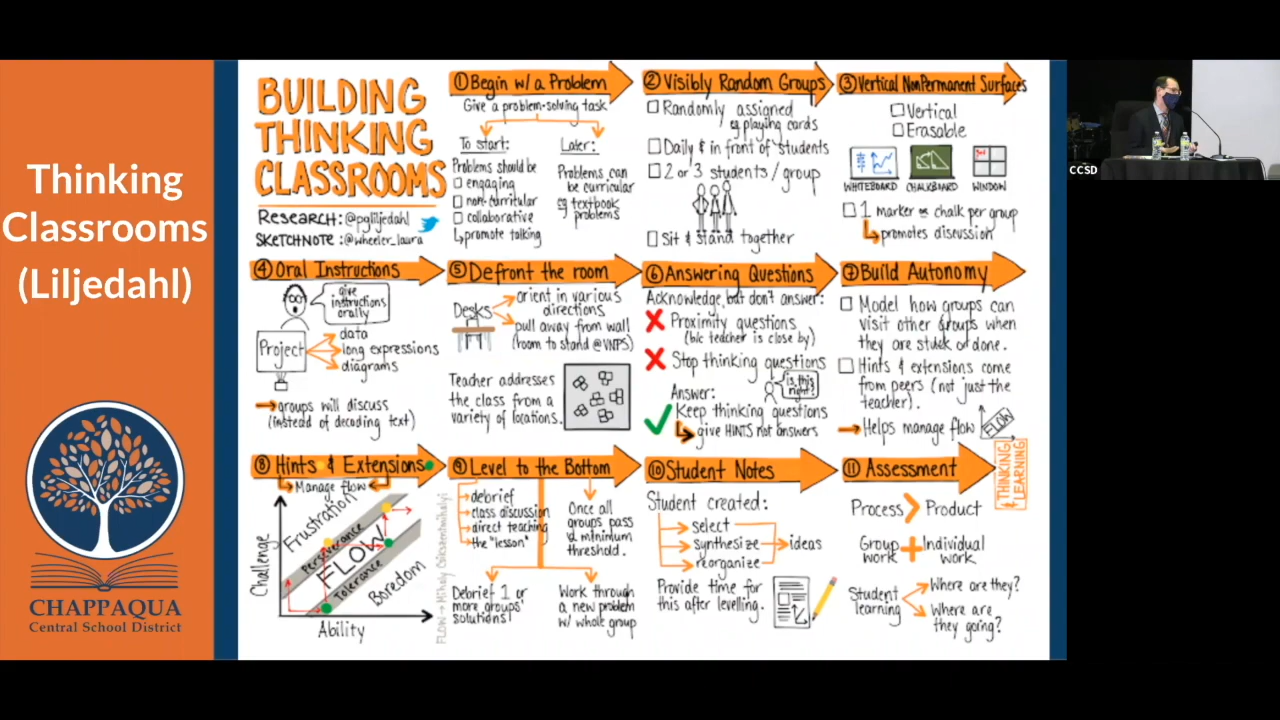 Thinking
Classrooms
(Liljedahl)
CHAPPAQUA
Central School District
BUILDING
THINKING
CLASSROOMS
RESEARCH: @pgliljedahl
SKETCHNOTE: @wheeler_laura
① Begin w/ a Problem
Give a problem-solving task
To start:
Problems should be
engaging
non-curricular
collaborative
promote talking
Later:
Problems can
be curricular
eg textbook
problems
② Visibly Random Groups
Randomly assigned
eg playing cards
Daily & in front of students
2 or 3 students / group
Sit & stand together
③ Vertical NonPermanent Surfaces
Vertical
Erasable
WHITEBOARD CHALKBOARD WINDOW
1 marker or chalk per group
promotes discussion
④ Oral Instructions
give
instructions
orally
Project
data
long expressions
diagrams
groups will discuss
(instead of decoding text)
⑤ Defront the room
Desks
orient in various
directions
pull away from wall
(room to stand @VNPS)
Teacher addresses
the class from a
variety of locations.
⑥ Answering Questions
Acknowledge, but don't answer:
Proximity questions
(b/c teacher is close by)
Stop thinking questions
is this
right?
Answer:
Keep thinking questions
give HINTS not answers
⑦ Build Autonomy
Model how groups can
visit other groups when
they are stuck or done.
Hints & extensions come
from peers (not just the
teacher).
Helps manage flow
FLOW
⑧ Hints & Extensions
Manage flow
Challenge
Frustration
Perseverance
FLOW
Tolerance
Boredom
Ability
FLOW → Mihaly Csikszentmihalyi
⑨ Level to the Bottom
debrief
class discussion
direct teaching
the "lesson"
Once all
groups pass
a minimum
threshold.
Debrief 1 or
more groups'
solutions
Work through
a new problem
w/ whole group
⑩ Student Notes
Student created:
select
synthesize
reorganize
ideas
Provide time for
this after levelling.
⑪ Assessment
THINKING
LEARNING
Process > Product
Group
work
+
Individual
work
Student
learning
Where are they?
Where are
they going?
CCSD